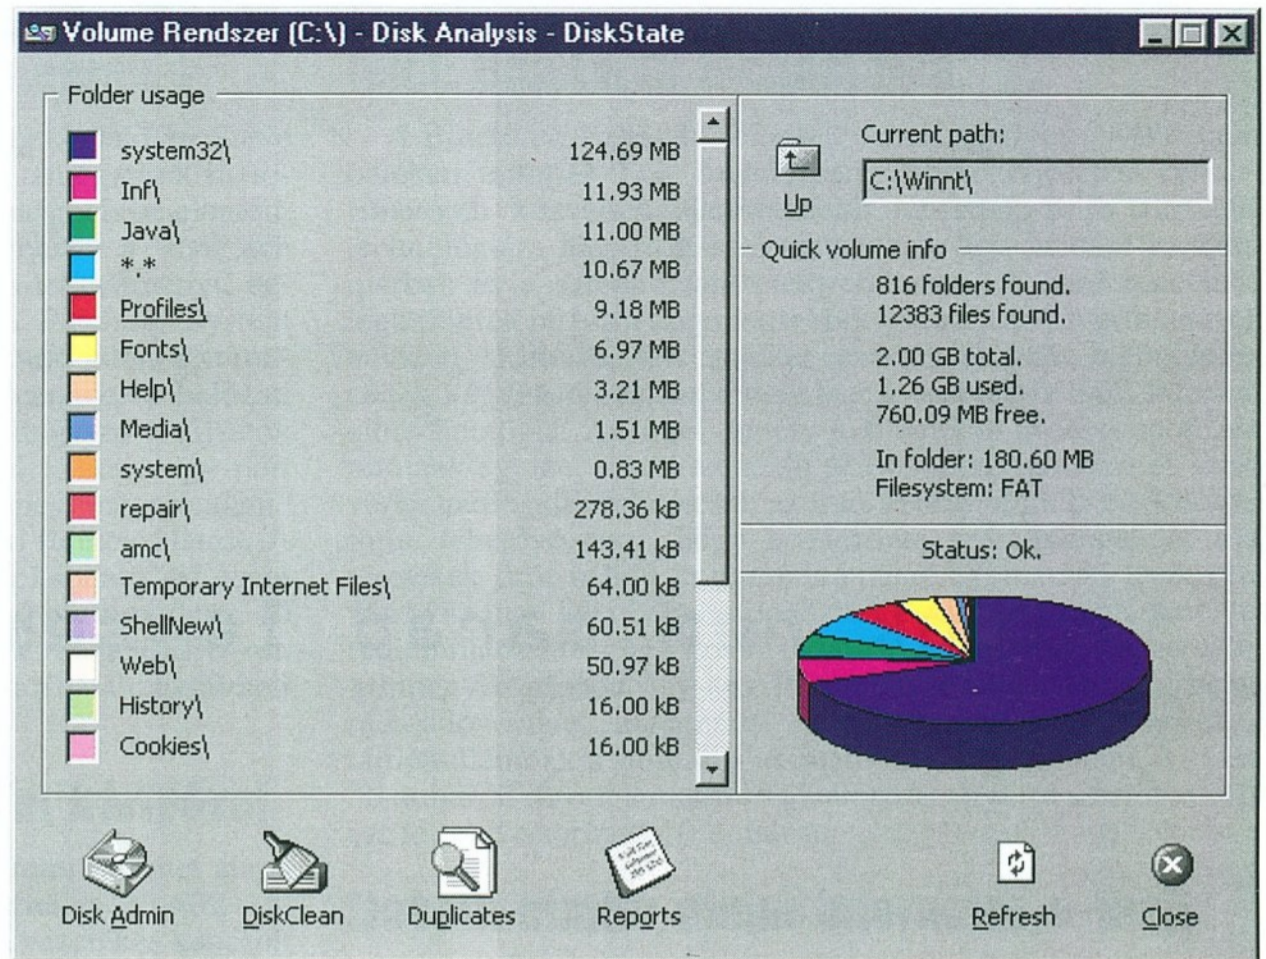 Volume Rendszer (C:\) - Disk Analysis - DiskState
Folder usage
system32\ 124.69 MB
Inf\ 11.93 MB
Java\ 11.00 MB
*.* 10.67 MB
Profiles\ 9.18 MB
Fonts\ 6.97 MB
Help\ 3.21 MB
Media\ 1.51 MB
system\ 0.83 MB
repair\ 278.36 kB
amc\ 143.41 kB
Temporary Internet Files\ 64.00 kB
ShellNew\ 60.51 kB
Web\ 50.97 kB
History\ 16.00 kB
Cookies\ 16.00 kB
Up
Current path:
C:\Winnt\
Quick volume info
816 folders found.
12383 files found.
2.00 GB total.
1.26 GB used.
760.09 MB free.
In folder: 180.60 MB
Filesystem: FAT
Status: Ok.
Disk Admin
DiskClean
Duplicates
Reports
Refresh
Close